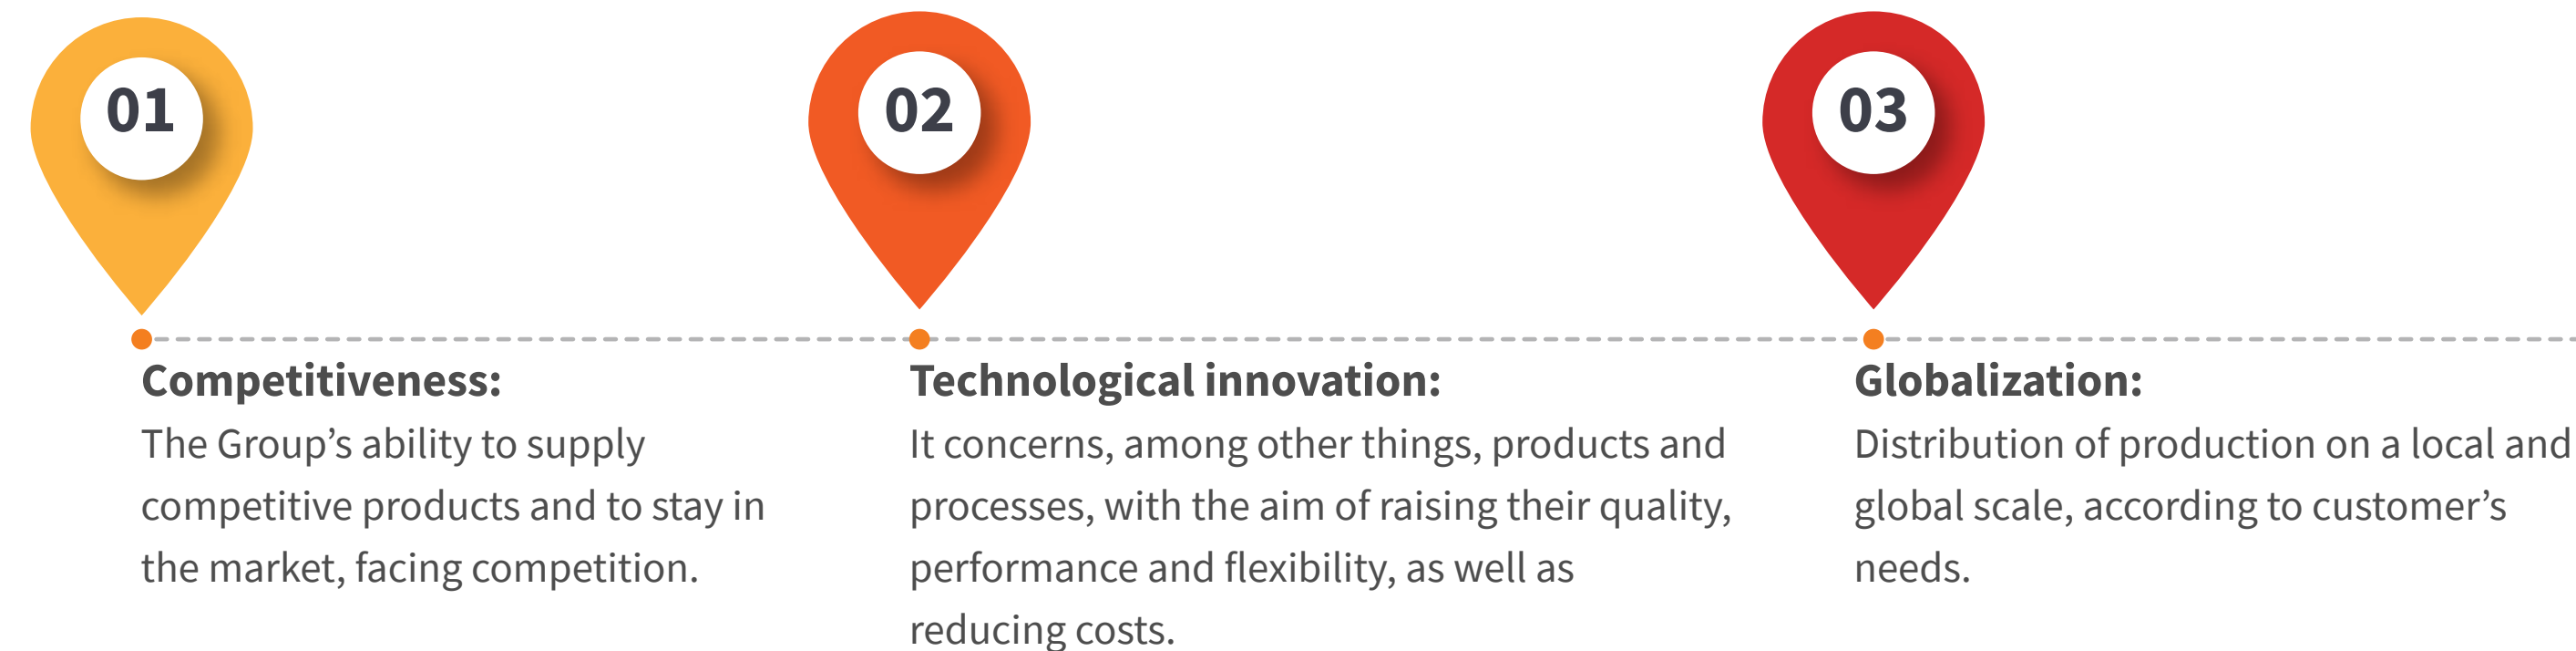 01
02
03
Competitiveness:
The Group’s ability to supply
competitive products and to stay in
the market, facing competition.
Technological innovation:
It concerns, among other things, products and
processes, with the aim of raising their quality,
performance and flexibility, as well as
reducing costs.
Globalization:
Distribution of production on a local and
global scale, according to customer’s
needs.